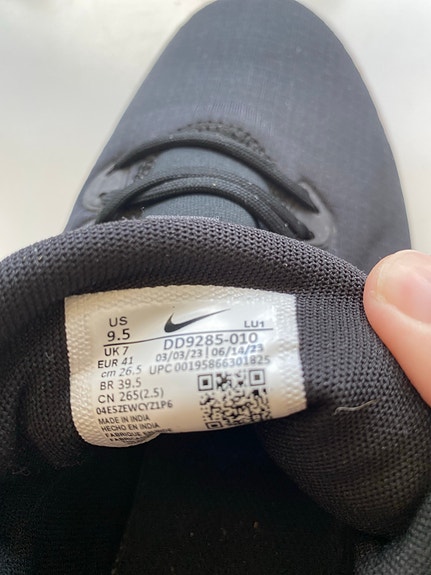 US
9.5
LU1
UK 7
DD9285-010
EUR 41
03/03/23 | 06/14/23
cm 26.5
UPC 00195866301825
BR 39.5
CN 265(2.5)
04ESZEWCYZ1P6
MADE IN INDIA
HECHO EN INDIA
FABRIQUÉ